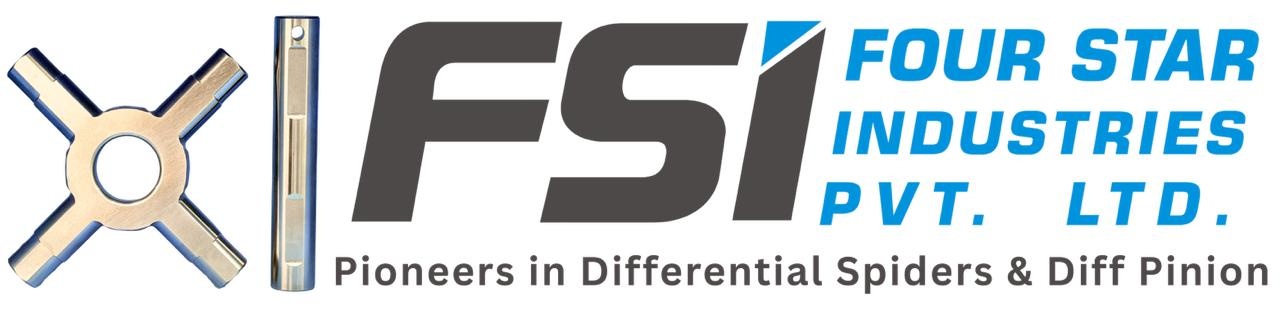 FSI
FOUR STAR
INDUSTRIES
PVT. LTD.
Pioneers in Differential Spiders & Diff Pinion